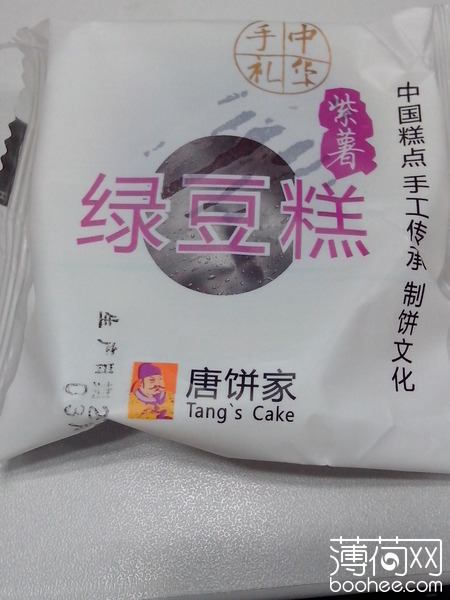 中华
手礼
紫薯
绿豆糕
中国糕点 手工传承 制饼文化
唐饼家
Tang's Cake
生产日期
薄荷网
boohee.com